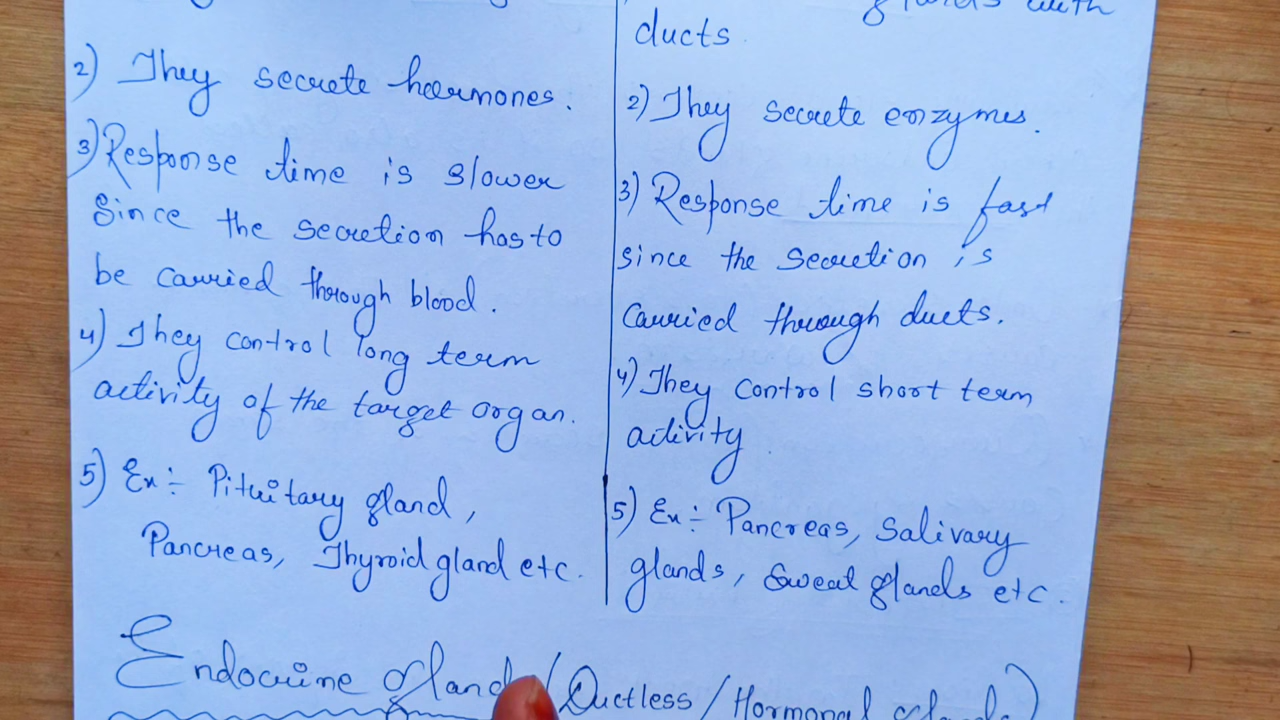 glands with
ducts
2) They secrete hormones.
3) Response time is slower
since the secretion has to
be carried through blood.
4) They control long term
activity of the target organ.
5) Ex:- Pituitary gland,
Pancreas, Thyroid gland etc.
2) They secrete enzymes.
3) Response time is fast
since the secretion is
carried through ducts.
4) They control short term
activity
5) Ex:- Pancreas, Salivary
glands, Sweat glands etc.
Endocrine gland (Ductless / Hormonal glands)